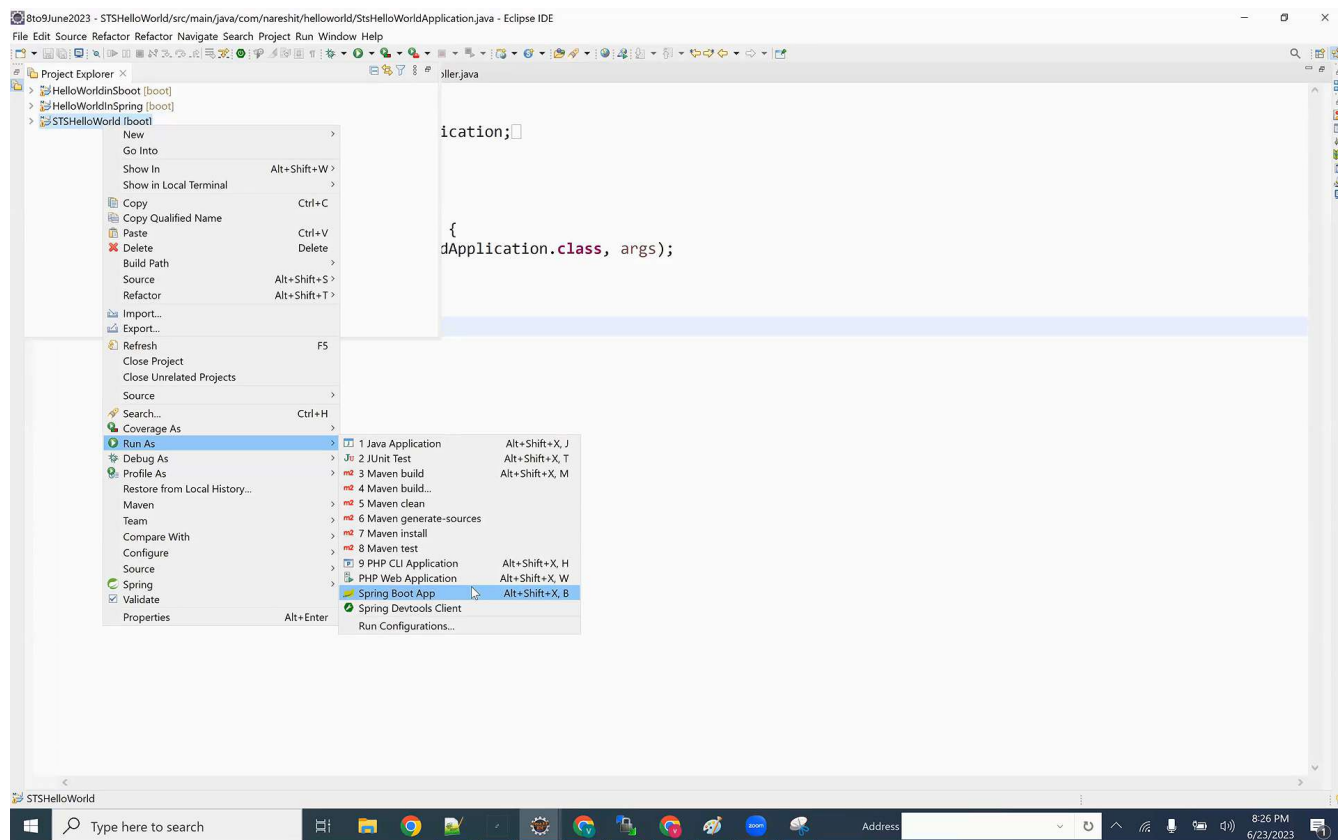 8to9June2023 - STSHelloWorld/src/main/java/com/nareshit/helloworld/StsHelloWorldApplication.java - Eclipse IDE
File Edit Source Refactor Refactor Navigate Search Project Run Window Help
Project Explorer
oller.java
HelloWorldinSboot [boot]
HelloWorldInSpring [boot]
STSHelloWorld [boot]
ication;
{
dApplication.class, args);
New
Go Into
Show In Alt+Shift+W >
Show in Local Terminal
Copy Ctrl+C
Copy Qualified Name
Paste Ctrl+V
Delete Delete
Build Path
Source Alt+Shift+S >
Refactor Alt+Shift+T >
Import...
Export...
Refresh F5
Close Project
Close Unrelated Projects
Source
Search... Ctrl+H
Coverage As
Run As
Debug As
Profile As
Restore from Local History...
Maven
Team
Compare With
Configure
Source
Spring
Validate
Properties Alt+Enter
1 Java Application Alt+Shift+X, J
2 JUnit Test Alt+Shift+X, T
3 Maven build Alt+Shift+X, M
4 Maven build...
5 Maven clean
6 Maven generate-sources
7 Maven install
8 Maven test
9 PHP CLI Application Alt+Shift+X, H
PHP Web Application Alt+Shift+X, W
Spring Boot App Alt+Shift+X, B
Spring Devtools Client
Run Configurations...
STSHelloWorld
Type here to search
zoom
Address
8:26 PM
6/23/2023